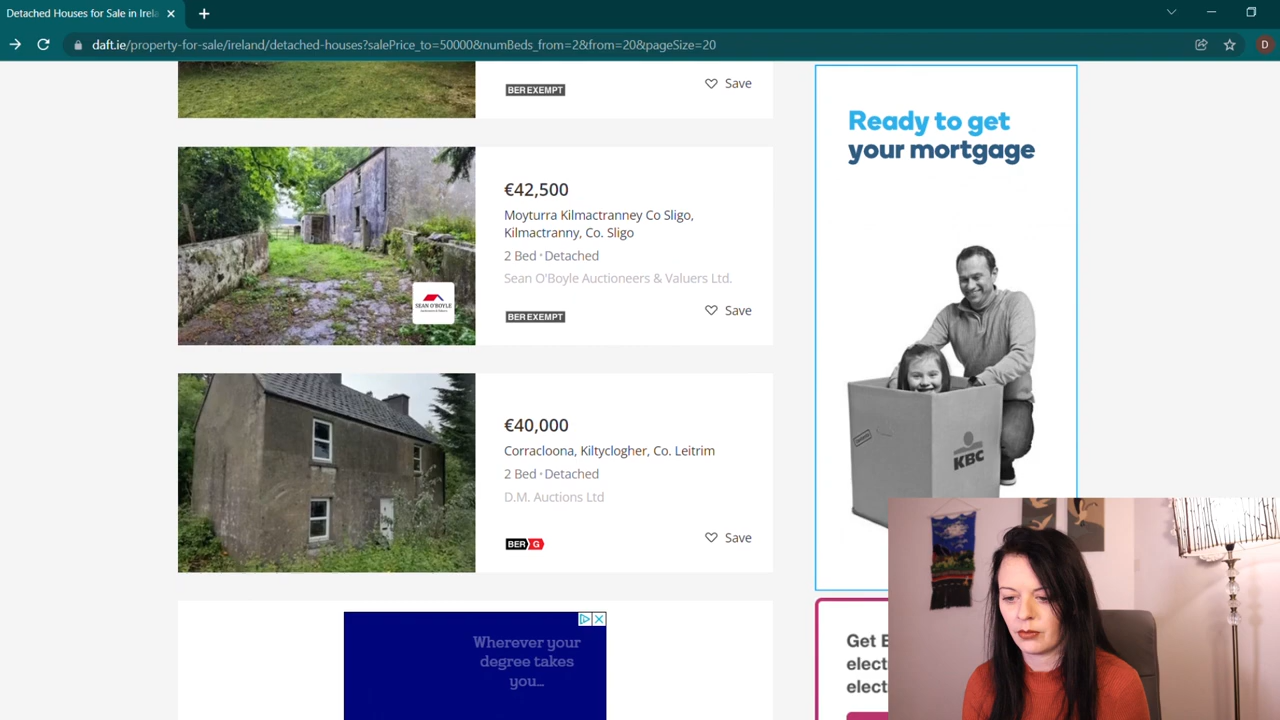 Detached Houses for Sale in Irela
daft.ie/property-for-sale/ireland/detached-houses?salePrice_to=50000&numBeds_from=2&from=20&pageSize=20
D
BER EXEMPT
Save
€42,500
Moyturra Kilmactranney Co Sligo,
Kilmactranny, Co. Sligo
2 Bed · Detached
Sean O'Boyle Auctioneers & Valuers Ltd.
BER EXEMPT
Save
SEAN O'BOYLE
€40,000
Corracloona, Kiltyclogher, Co. Leitrim
2 Bed · Detached
D.M. Auctions Ltd
BER G
Save
Wherever your
degree takes
you...
Ready to get
your mortgage
KBC
Get
elect
elect